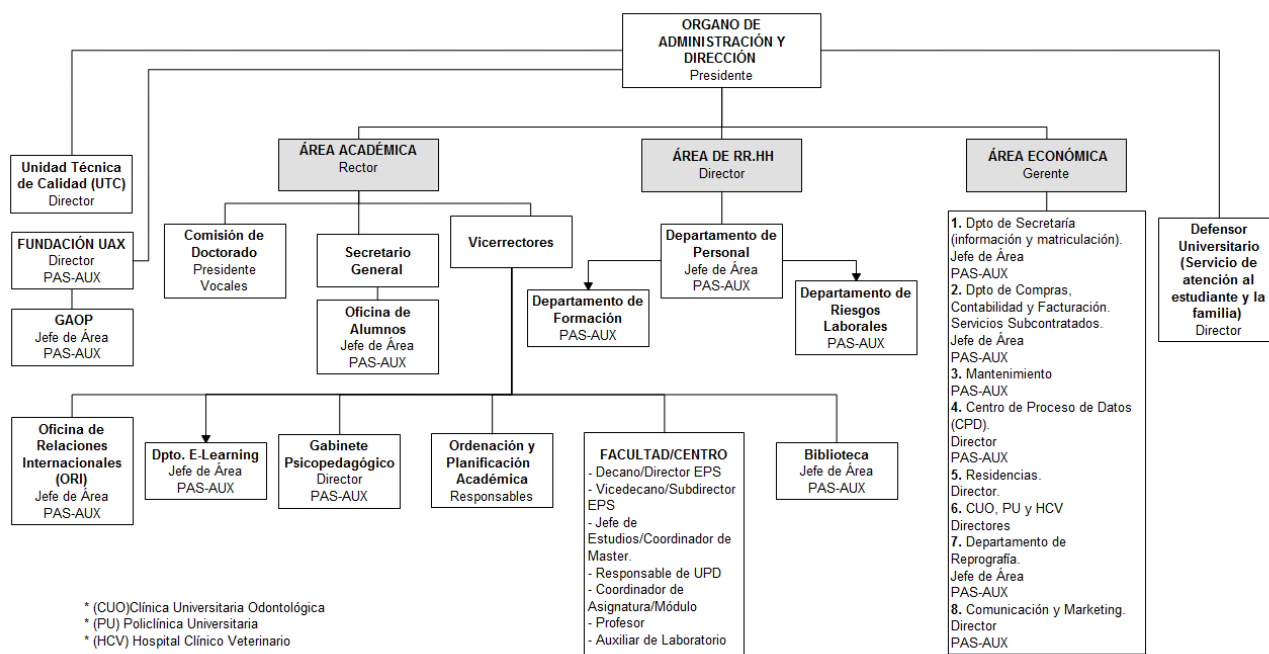 ORGANO DE
ADMINISTRACIÓN Y
DIRECCIÓN
Presidente
Unidad Técnica
de Calidad (UTC)
Director
FUNDACIÓN UAX
Director
PAS-AUX
GAOP
Jefe de Área
PAS-AUX
ÁREA ACADÉMICA
Rector
ÁREA DE RR.HH
Director
ÁREA ECONÓMICA
Gerente
Comisión de
Doctorado
Presidente
Vocales
Secretario
General
Oficina de
Alumnos
Jefe de Área
PAS-AUX
Vicerrectores
Departamento de
Personal
Jefe de Área
PAS-AUX
Departamento de
Formación
PAS-AUX
Departamento de
Riesgos
Laborales
PAS-AUX
1. Dpto de Secretaría
(información y matriculación).
Jefe de Área
PAS-AUX
2. Dpto de Compras,
Contabilidad y Facturación.
Servicios Subcontratados.
Jefe de Área
PAS-AUX
3. Mantenimiento
PAS-AUX
4. Centro de Proceso de Datos
(CPD).
Director
PAS-AUX
5. Residencias.
Director.
6. CUO, PU y HCV
Directores
7. Departamento de
Reprografía.
Jefe de Área
PAS-AUX
8. Comunicación y Marketing.
Director
PAS-AUX
Defensor
Universitario
(Servicio de
atención al
estudiante y la
familia)
Director
Oficina de
Relaciones
Internacionales
(ORI)
Jefe de Área
PAS-AUX
Dpto. E-Learning
Jefe de Área
PAS-AUX
Gabinete
Psicopedagógico
Director
PAS-AUX
Ordenación y
Planificación
Académica
Responsables
FACULTAD/CENTRO
- Decano/Director EPS
- Vicedecano/Subdirector
EPS
- Jefe de
Estudios/Coordinador de
Master.
- Responsable de UPD
- Coordinador de
Asignatura/Módulo
- Profesor
- Auxiliar de Laboratorio
Biblioteca
Jefe de Área
PAS-AUX
* (CUO)Clínica Universitaria Odontológica
* (PU) Policlínica Universitaria
* (HCV) Hospital Clínico Veterinario